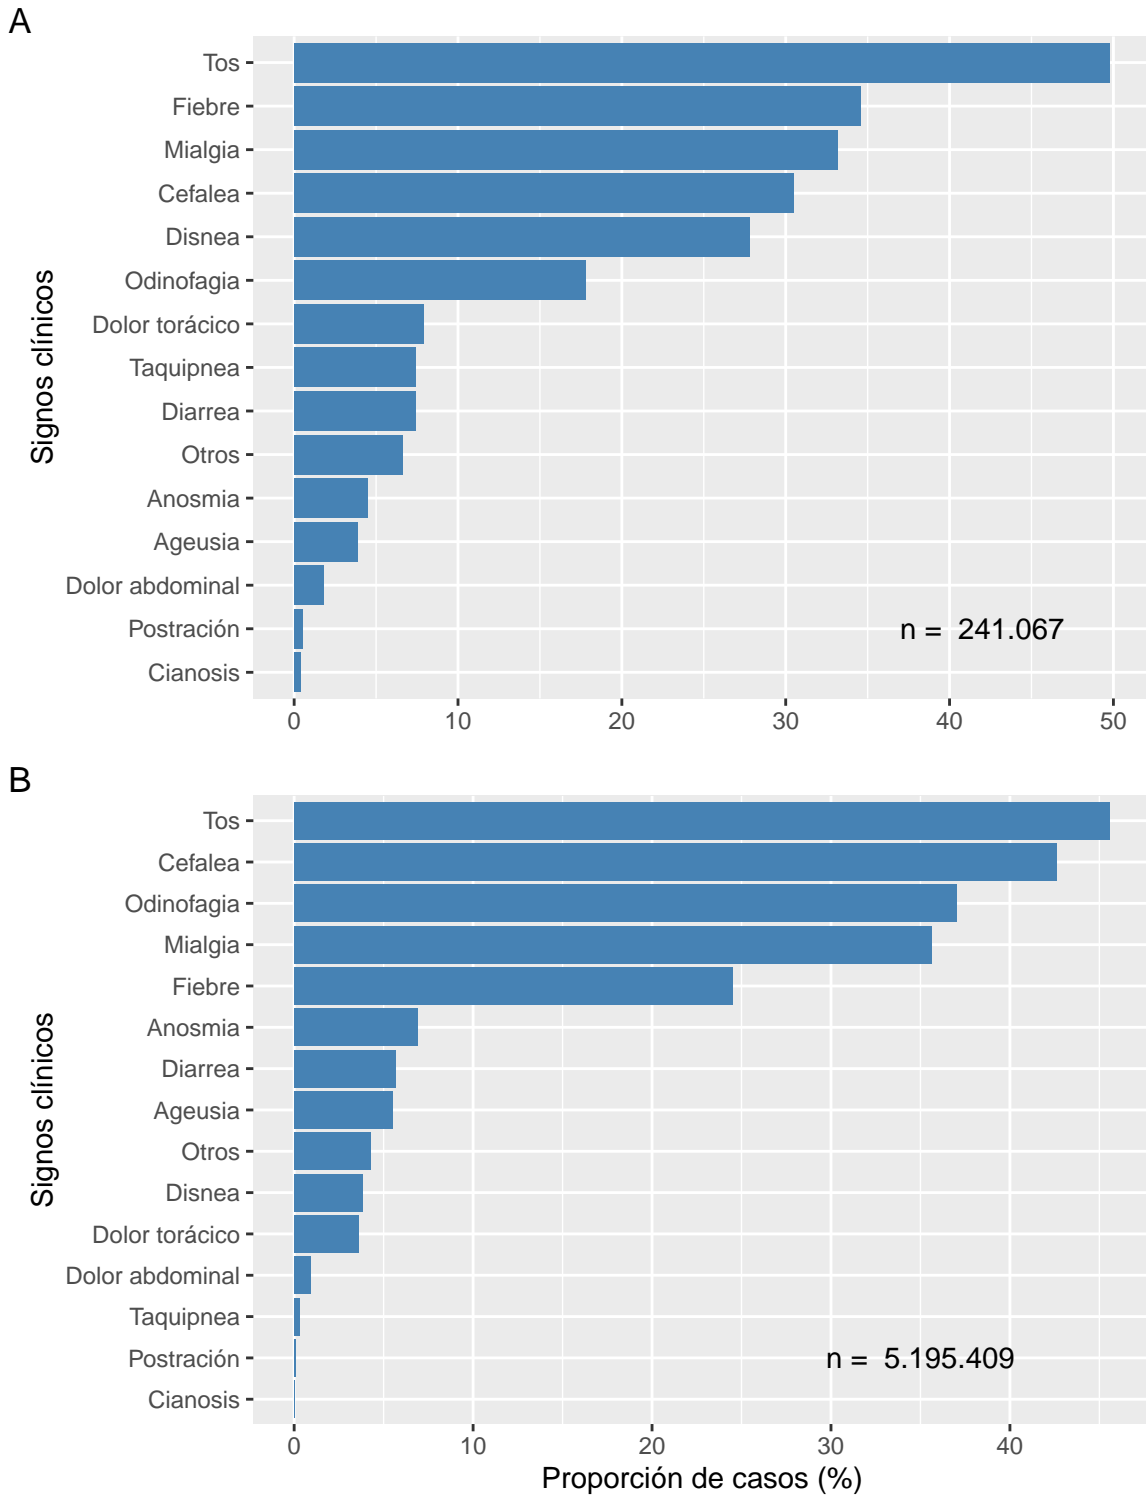 A
Signos clínicos
Tos
Fiebre
Mialgia
Cefalea
Disnea
Odinofagia
Dolor torácico
Taquipnea
Diarrea
Otros
Anosmia
Ageusia
Dolor abdominal
Postración
Cianosis
n = 241.067
0 10 20 30 40 50
B
Signos clínicos
Tos
Cefalea
Odinofagia
Mialgia
Fiebre
Anosmia
Diarrea
Ageusia
Otros
Disnea
Dolor torácico
Dolor abdominal
Taquipnea
Postración
Cianosis
n = 5.195.409
0 10 20 30 40
Proporción de casos (%)